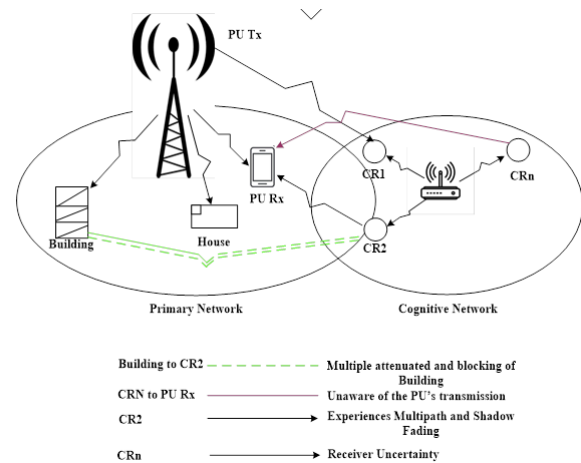 PU Tx
CR1
CRn
PU Rx
Building
House
CR2
Primary Network
Cognitive Network
Building to CR2
Multiple attenuated and blocking of
Building
CRN to PU Rx
Unaware of the PU's transmission
CR2
Experiences Multipath and Shadow
Fading
CRn
Receiver Uncertainty